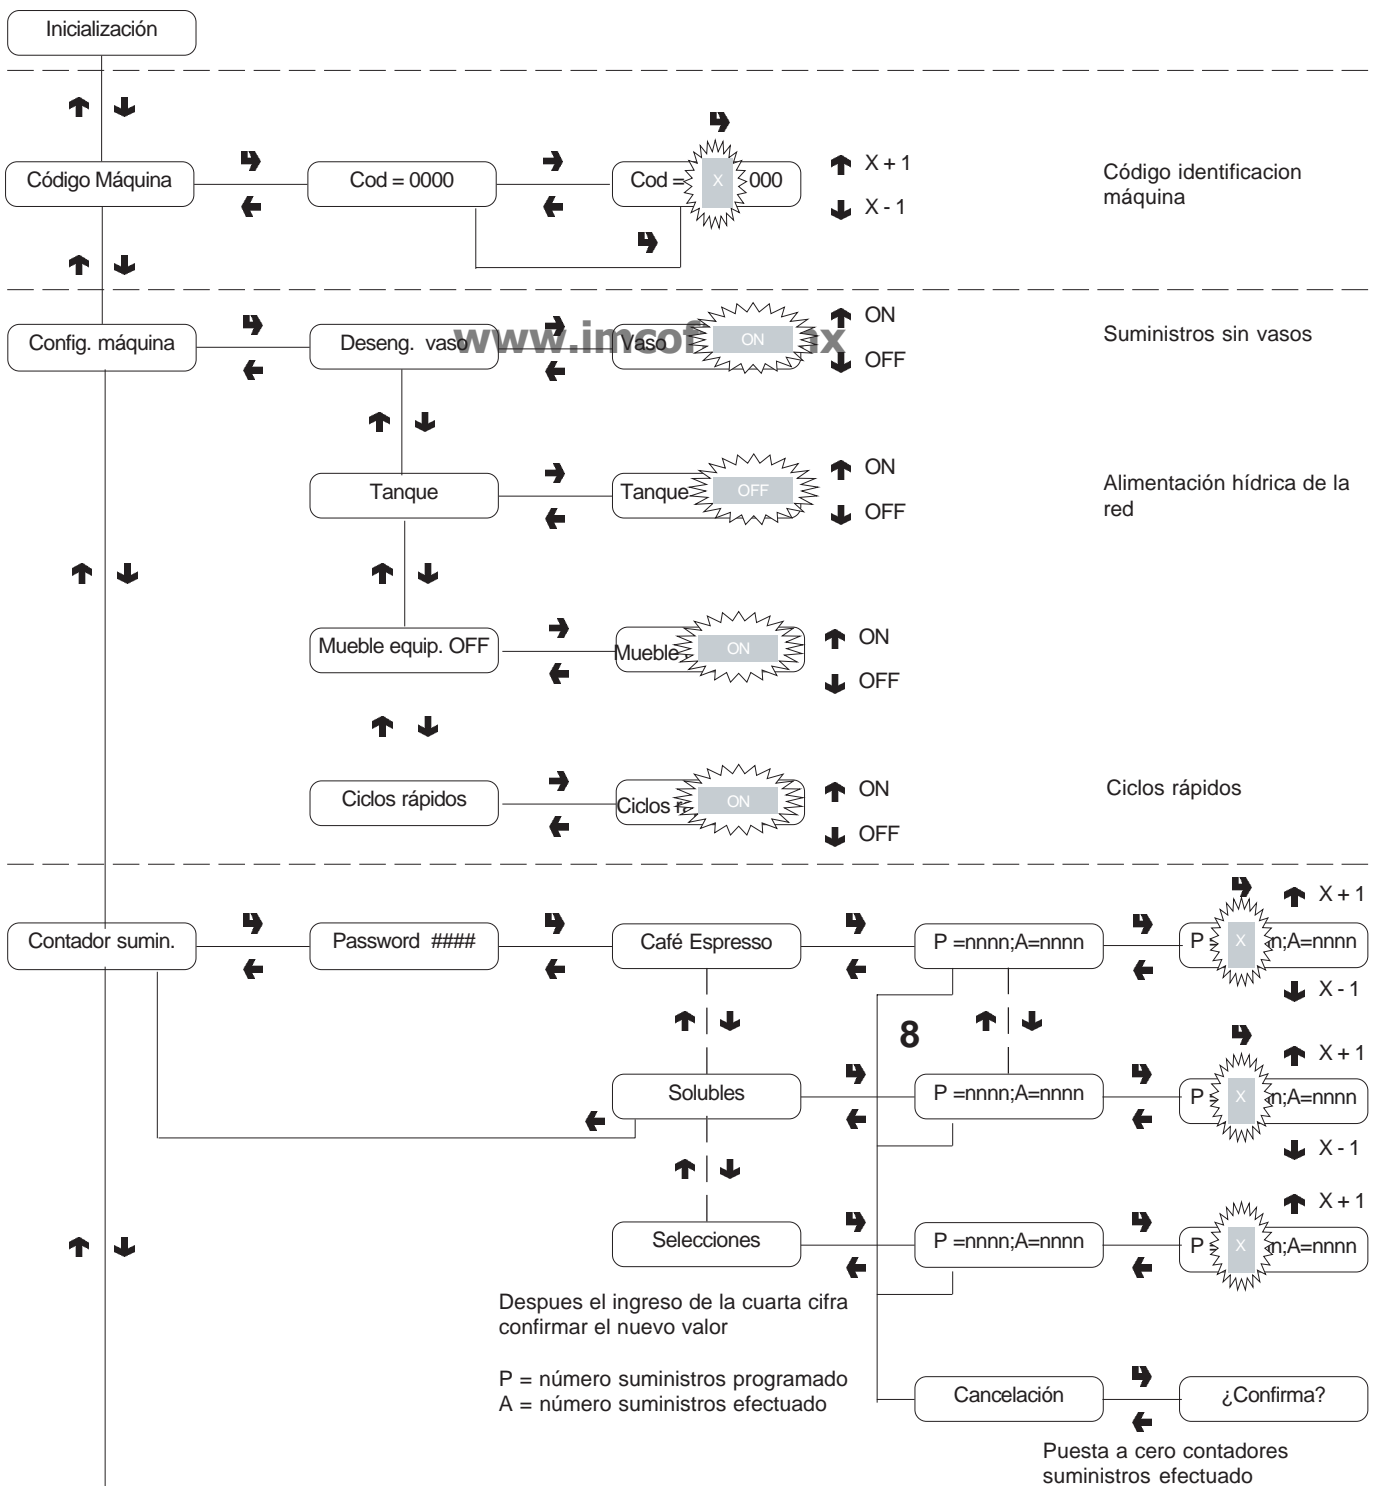 Inicialización
Código Máquina
Cod = 0000
Cod = X 000
X + 1
X - 1
Código identificacion
máquina
Config. máquina
Deseng. vaso
Vaso ON
ON
OFF
Suministros sin vasos
Tanque
Tanque OFF
ON
OFF
Alimentación hídrica de la
red
Mueble equip. OFF
Mueble ON
ON
OFF
Ciclos rápidos
Ciclos ON
ON
OFF
Ciclos rápidos
Contador sumin.
Password ####
Café Espresso
P =nnnn;A=nnnn
P X n;A=nnnn
X + 1
X - 1
8
Solubles
P =nnnn;A=nnnn
P X n;A=nnnn
X + 1
X - 1
Selecciones
P =nnnn;A=nnnn
P X n;A=nnnn
X + 1
Despues el ingreso de la cuarta cifra
confirmar el nuevo valor
P = número suministros programado
A = número suministros efectuado
Cancelación
¿Confirma?
Puesta a cero contadores
suministros efectuado